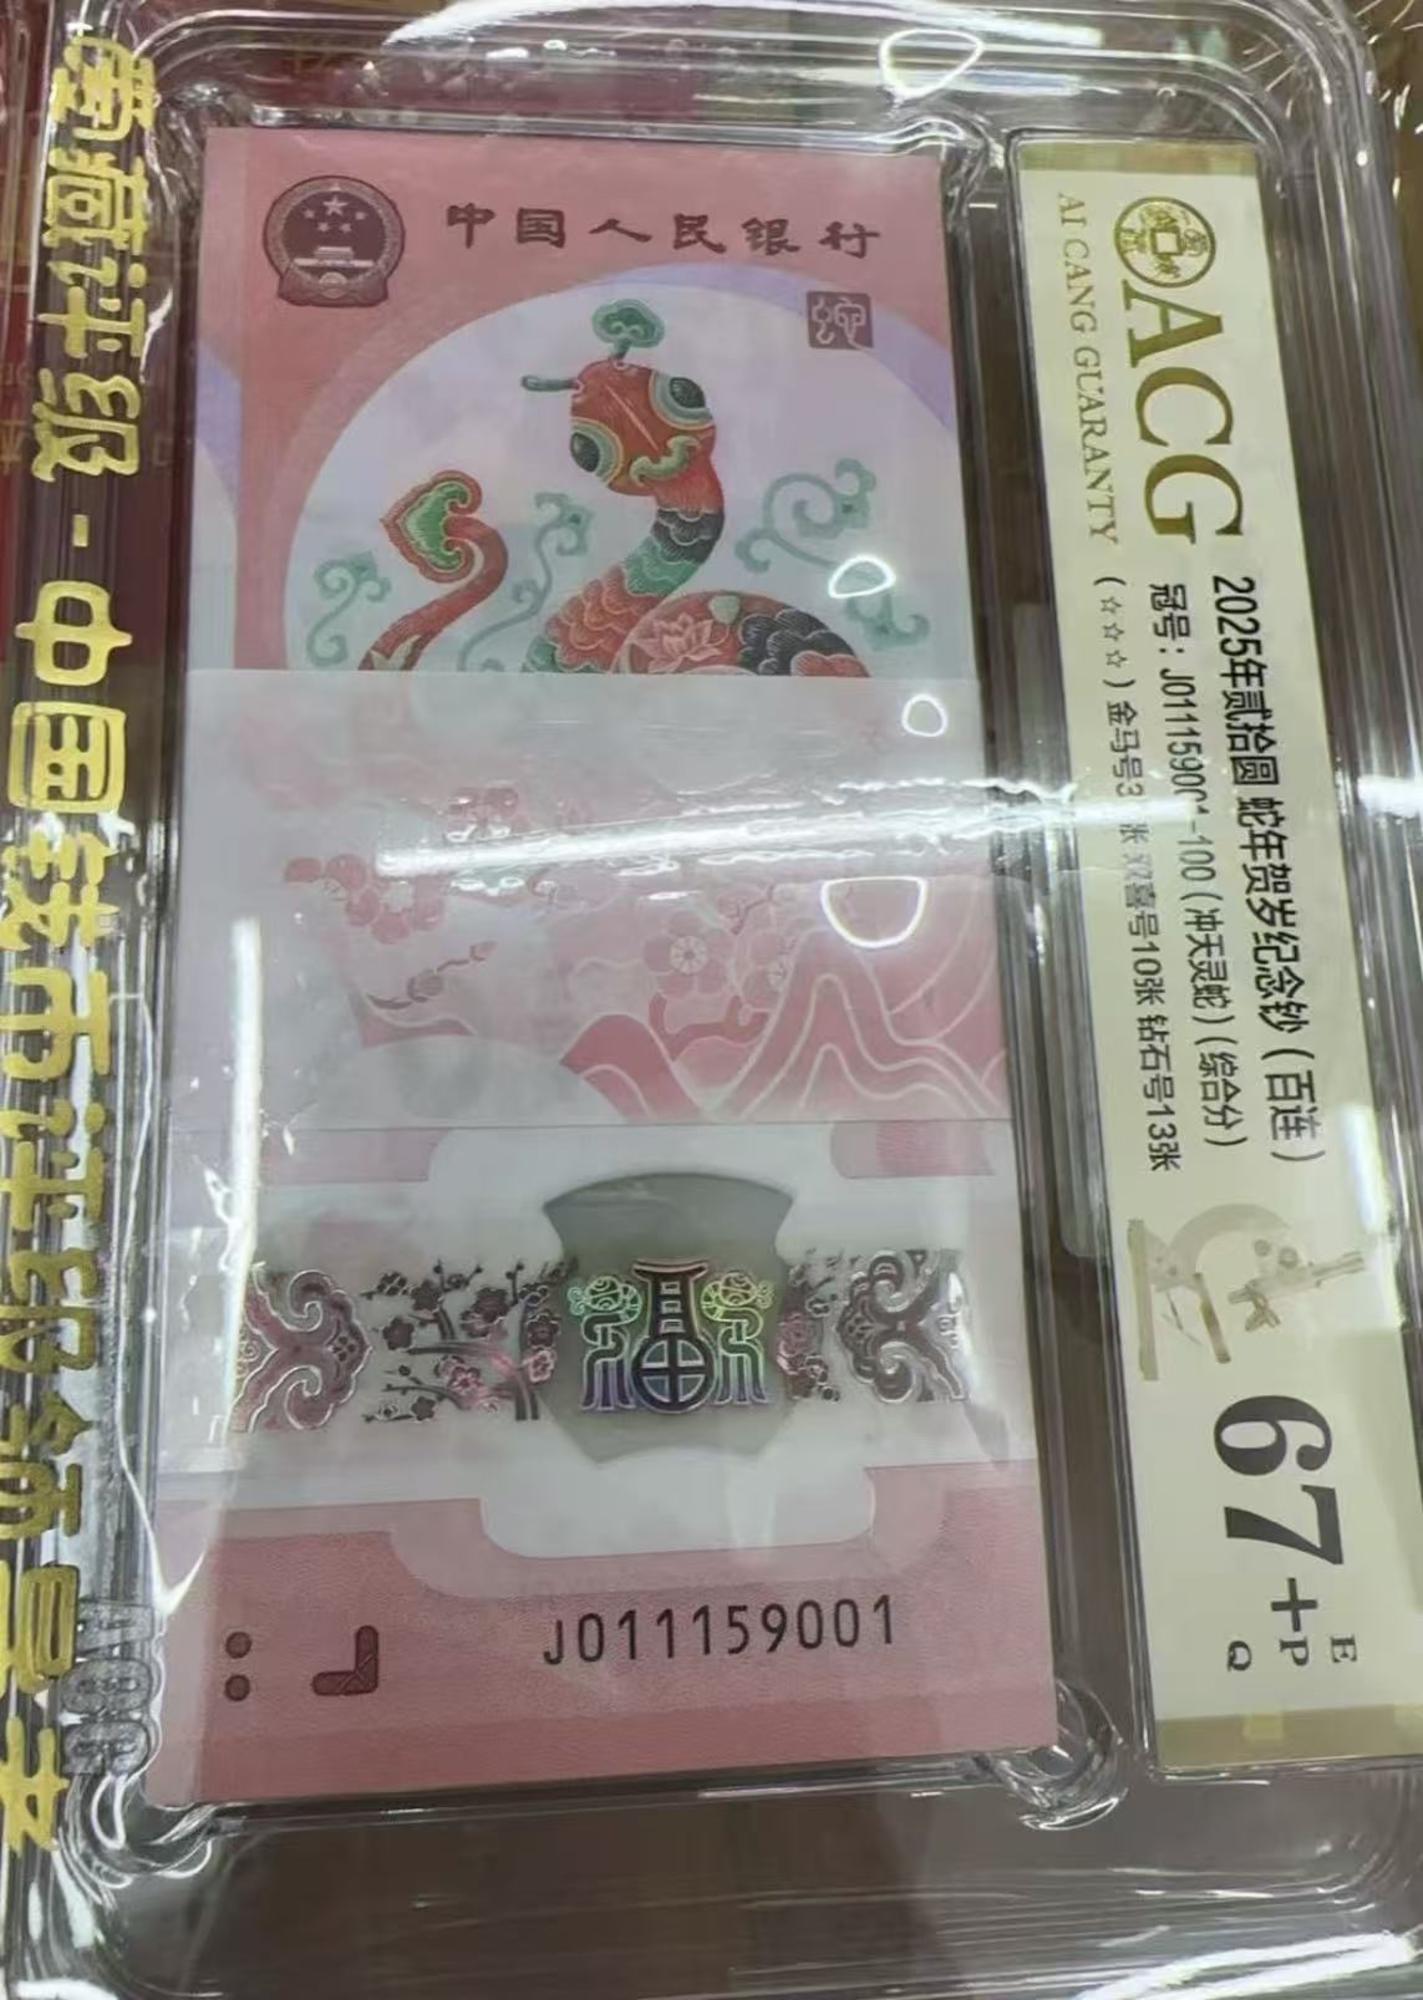 爱藏评级-中国钱币评级领导者
中国人民银行
蛇
J011159001
ACG
AI CANG GUARANTY
2025年贰拾圆 蛇年贺岁纪念钞(百连)
冠号:J011159001-100(冲天灵蛇)(综合分)
(☆☆☆)金马号3张 双喜号10张 钻石号13张
67+
E
P
Q